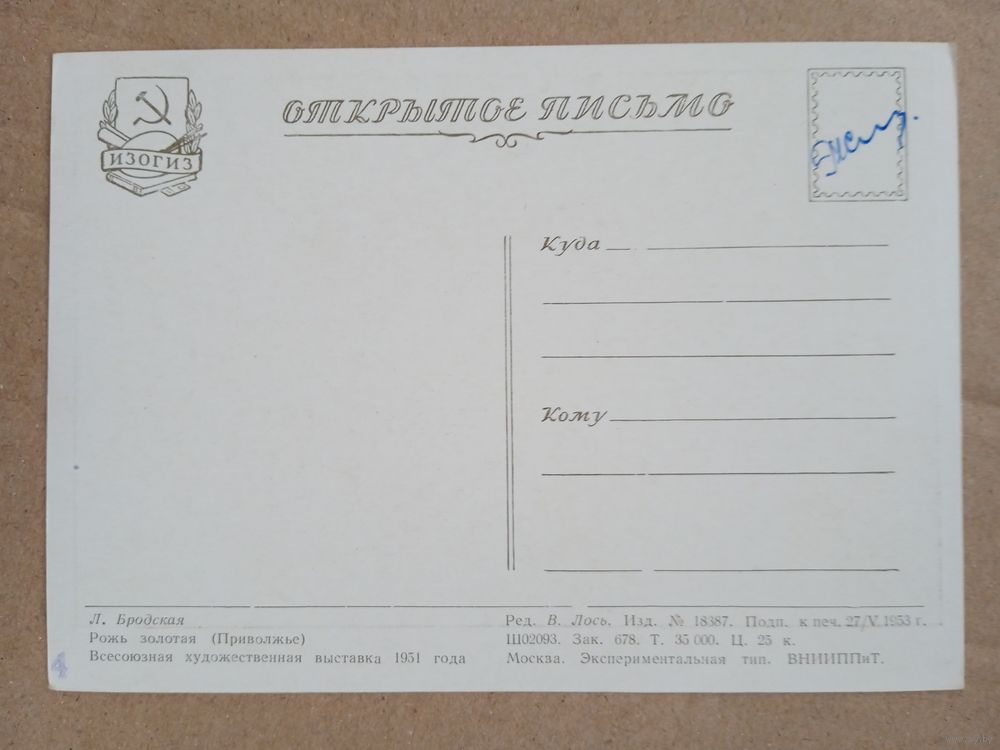 ИЗОГИЗ
ОТКРЫТОЕ ПИСЬМО
Куда
Кому
Л. Бродская
Рожь золотая (Приволжье)
Всесоюзная художественная выставка 1951 года
Ред. В. Лось. Изд. № 18387. Подп. к печ. 27/V 1953 г.
Ш02093. Зак. 678. Т. 35 000. Ц. 25 к.
Москва. Экспериментальная тип. ВНИИППиТ.
4